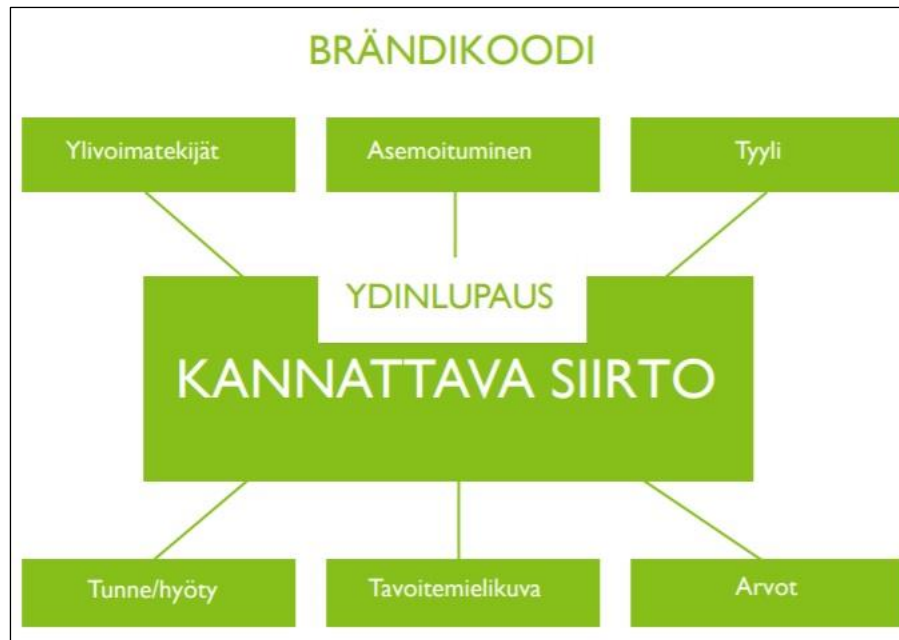 BRÄNDIKOODI
Ylivoimatekijät
Asemoituminen
Tyyli
YDINLUPAUS
KANNATTAVA SIIRTO
Tunne/hyöty
Tavoitemielikuva
Arvot